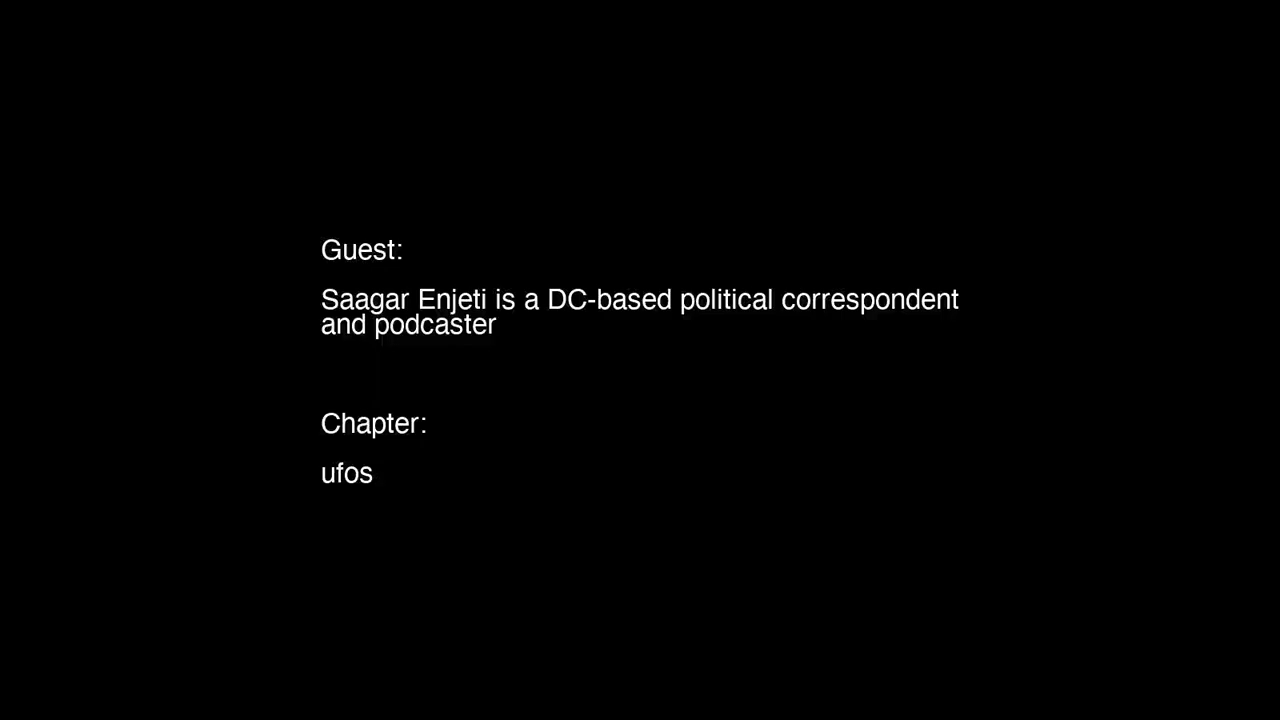 Guest:
Saagar Enjeti is a DC-based political correspondent
and podcaster
Chapter:
ufos